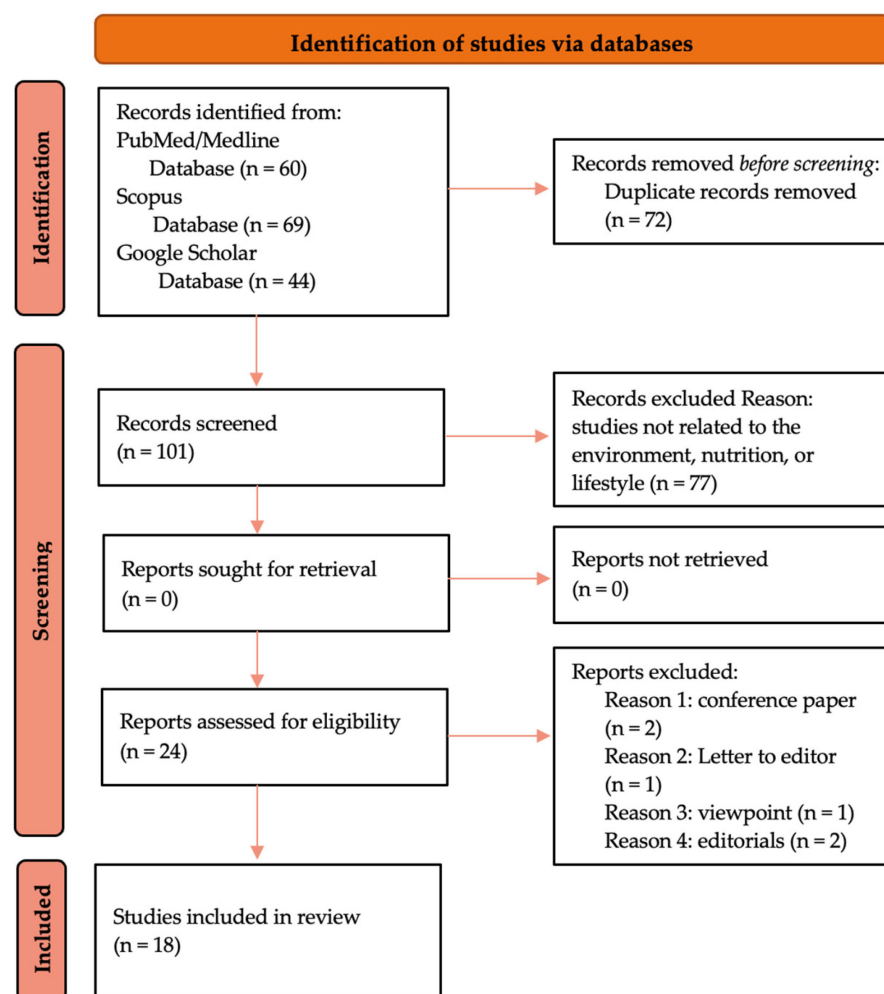 Identification of studies via databases
Identification
Records identified from:
PubMed/Medline
Database (n = 60)
Scopus
Database (n = 69)
Google Scholar
Database (n = 44)
Records removed before screening:
Duplicate records removed
(n = 72)
Screening
Records screened
(n = 101)
Records excluded Reason:
studies not related to the
environment, nutrition, or
lifestyle (n = 77)
Reports sought for retrieval
(n = 0)
Reports not retrieved
(n = 0)
Reports assessed for eligibility
(n = 24)
Reports excluded:
Reason 1: conference paper
(n = 2)
Reason 2: Letter to editor
(n = 1)
Reason 3: viewpoint (n = 1)
Reason 4: editorials (n = 2)
Included
Studies included in review
(n = 18)